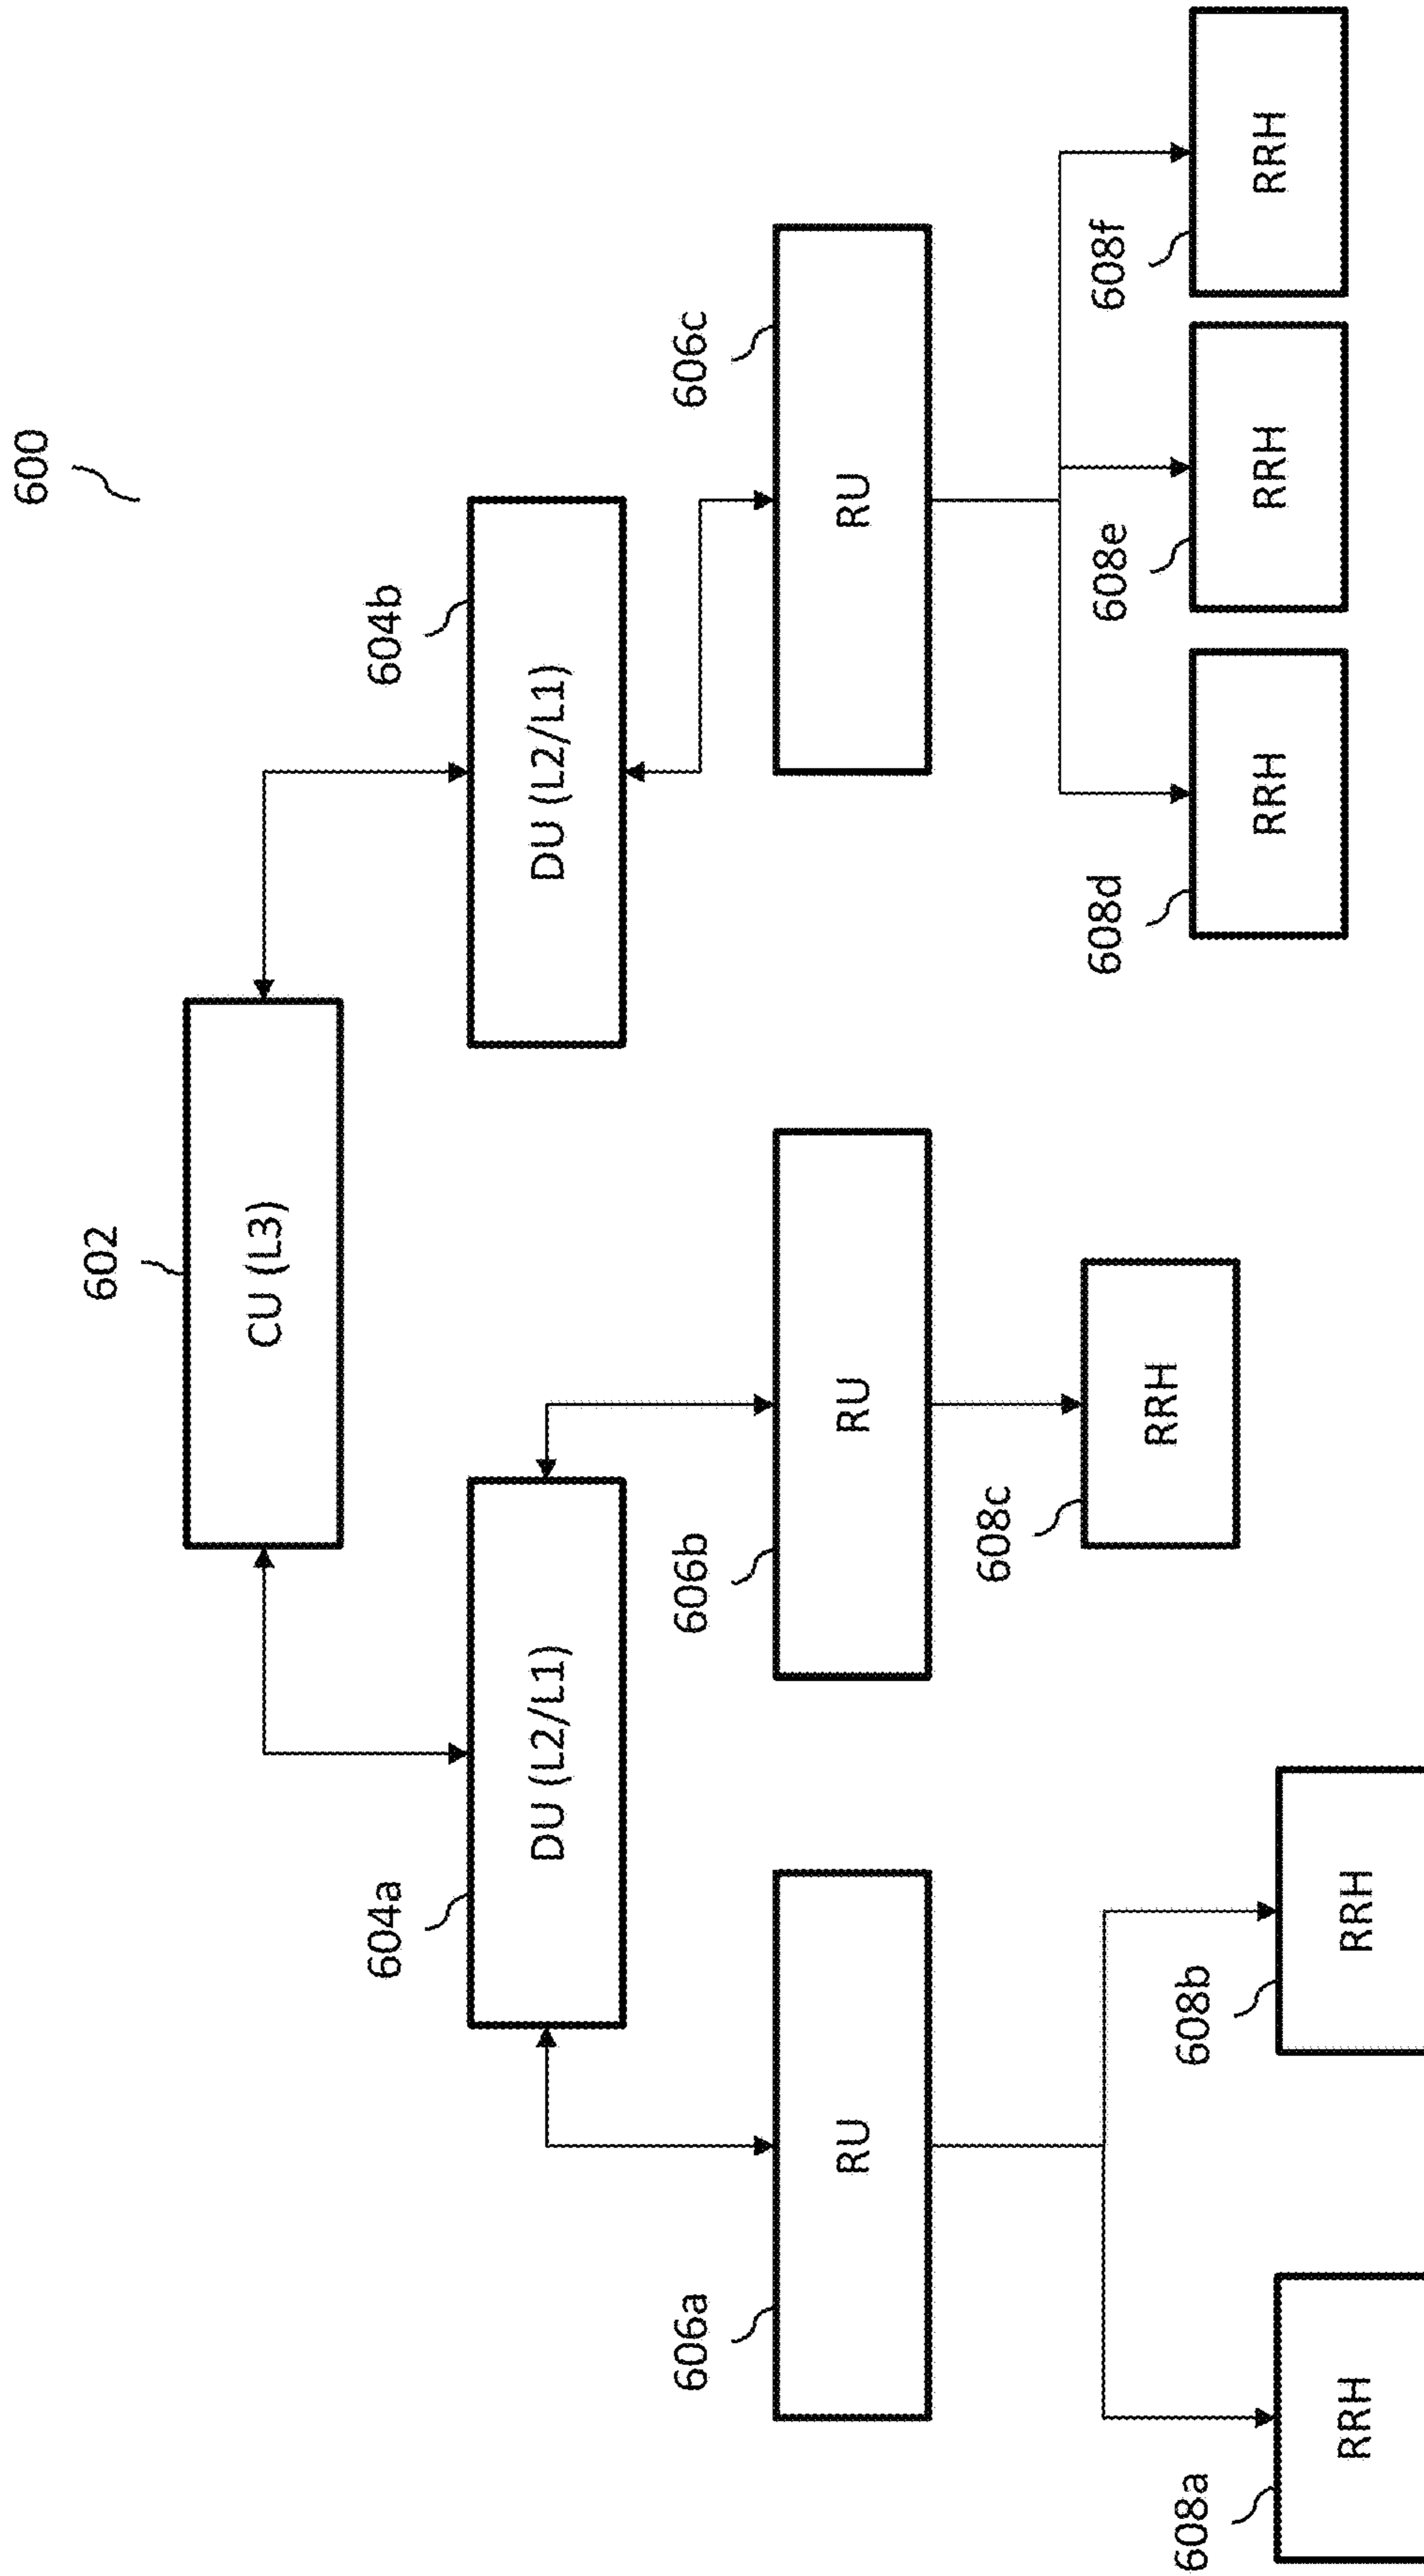 600
602
CU (L3)
604a
DU (L2/L1)
604b
DU (L2/L1)
606a
RU
606b
RU
606c
RU
608a
RRH
608b
RRH
608c
RRH
608d
RRH
608e
RRH
608f
RRH